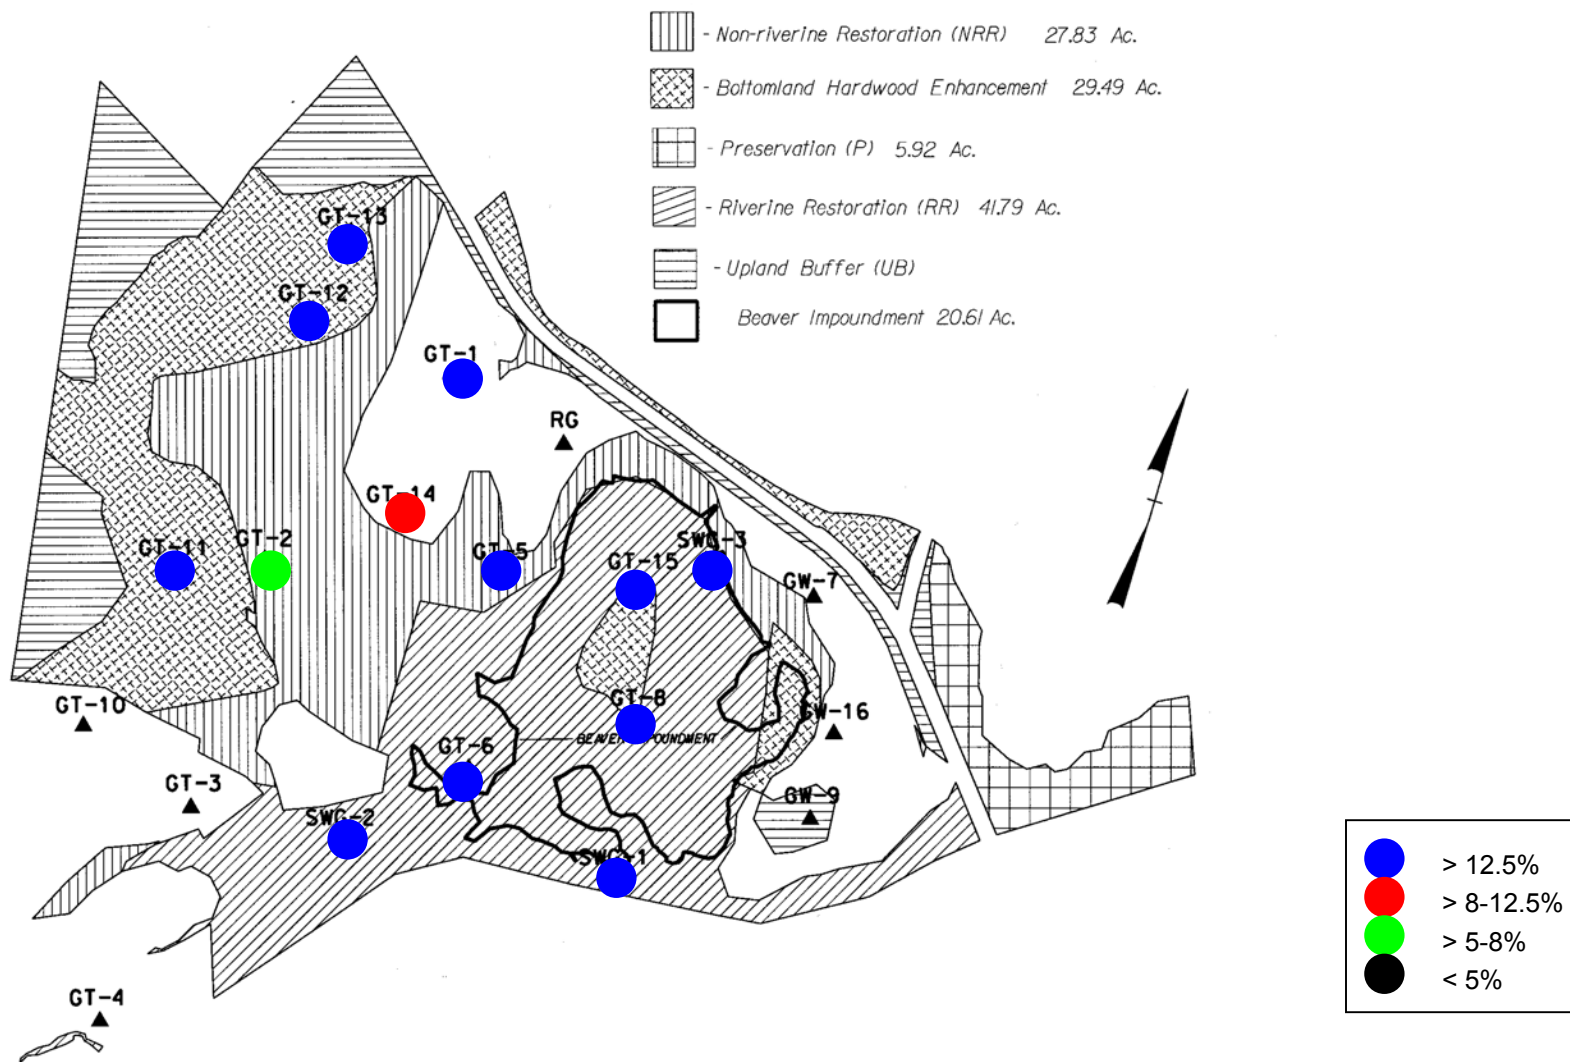 - Non-riverine Restoration (NRR) 27.83 Ac.
- Bottomland Hardwood Enhancement 29.49 Ac.
- Preservation (P) 5.92 Ac.
- Riverine Restoration (RR) 41.79 Ac.
- Upland Buffer (UB)
Beaver Impoundment 20.61 Ac.
GT-13
GT-12
GT-1
RG
GT-14
GT-11
GT-2
GT-5
GT-15
SWG-3
GW-7
GT-10
GT-8
GW-16
BEAVER IMPOUNDMENT
GT-6
GT-3
GW-9
SWG-2
SWG-1
GT-4
> 12.5%
> 8-12.5%
> 5-8%
< 5%